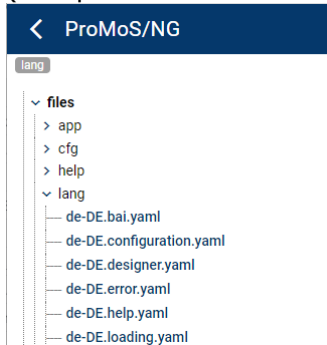 ProMoS/NG
lang
files
app
cfg
help
lang
de-DE.bai.yaml
de-DE.configuration.yaml
de-DE.designer.yaml
de-DE.error.yaml
de-DE.help.yaml
de-DE.loading.yaml